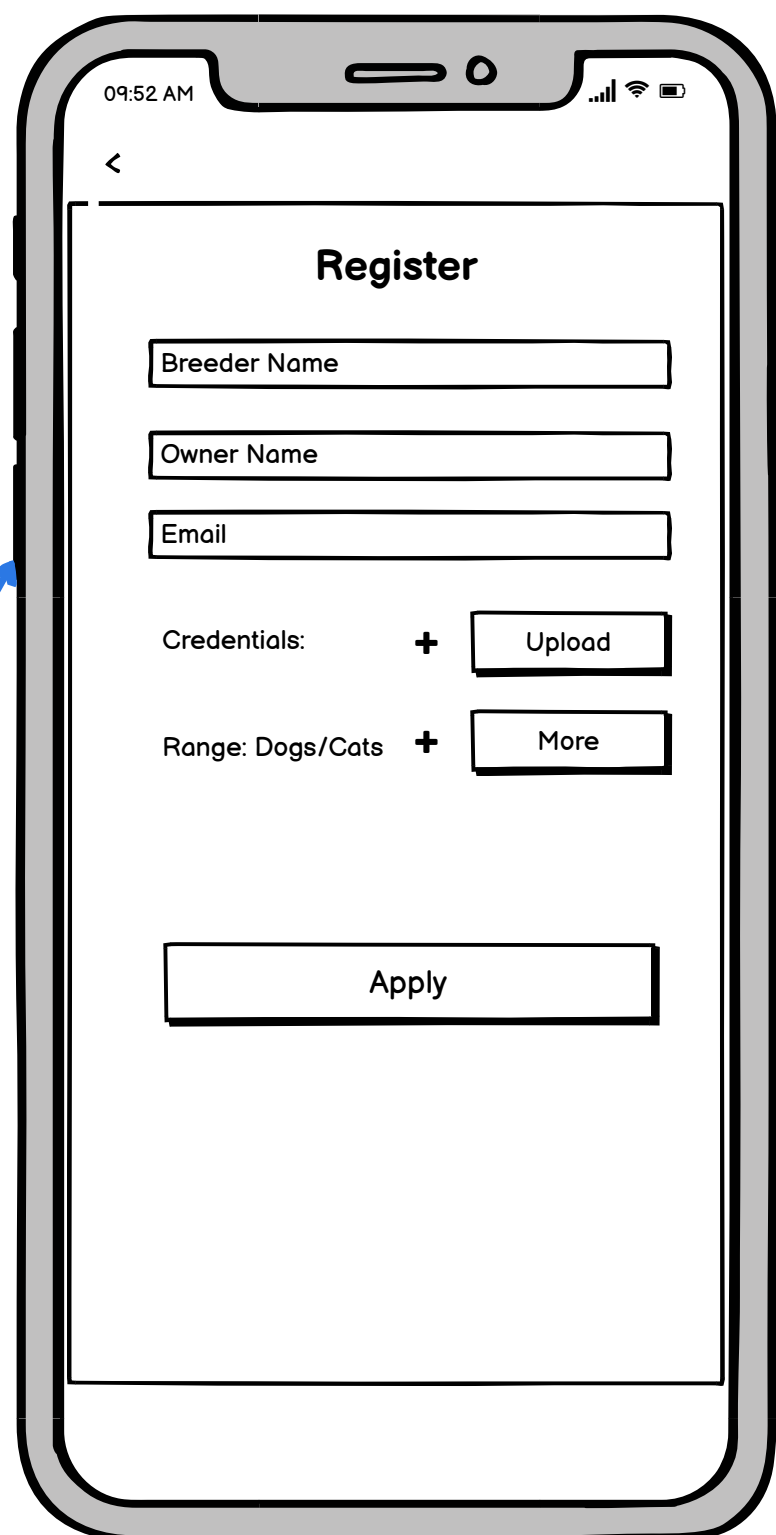 09:52 AM
<
Register
Breeder Name
Owner Name
Email
Credentials: + Upload
Range: Dogs/Cats + More
Apply